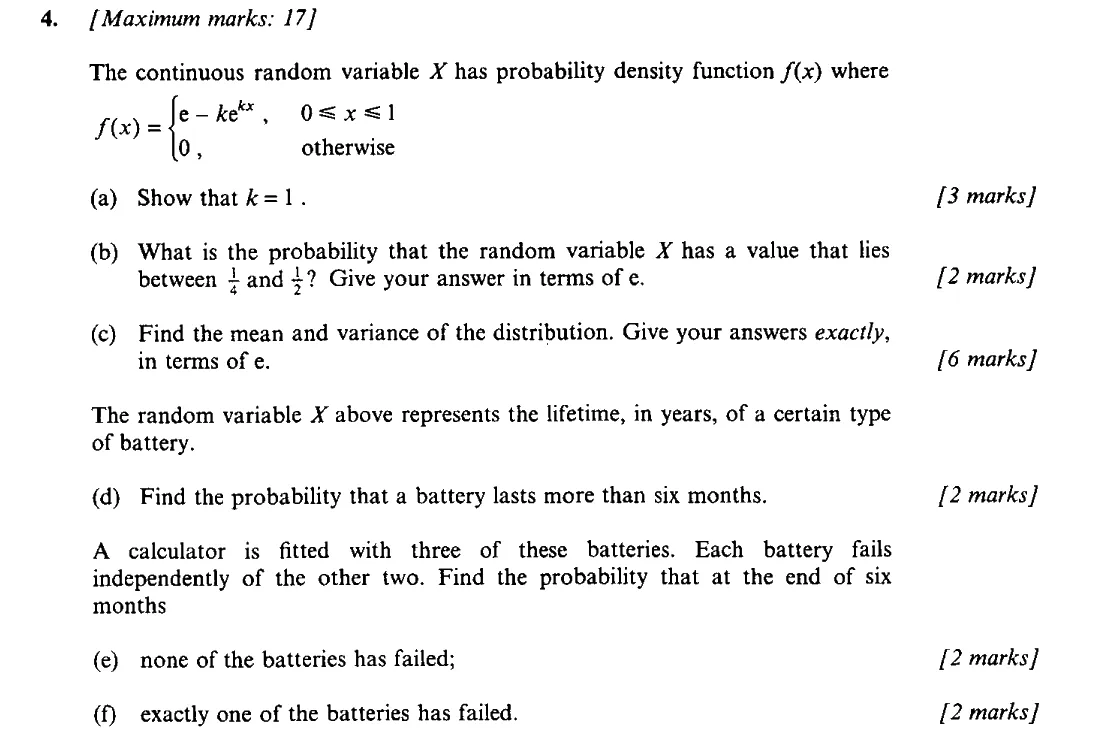 4. [Maximum marks: 17]
The continuous random variable X has probability density function f(x) where
f(x) = { e − ke^{kx} , 0 ⩽ x ⩽ 1
0 , otherwise
(a) Show that k = 1 . [3 marks]
(b) What is the probability that the random variable X has a value that lies
between 1/4 and 1/2? Give your answer in terms of e. [2 marks]
(c) Find the mean and variance of the distribution. Give your answers exactly,
in terms of e. [6 marks]
The random variable X above represents the lifetime, in years, of a certain type
of battery.
(d) Find the probability that a battery lasts more than six months. [2 marks]
A calculator is fitted with three of these batteries. Each battery fails
independently of the other two. Find the probability that at the end of six
months
(e) none of the batteries has failed; [2 marks]
(f) exactly one of the batteries has failed. [2 marks]